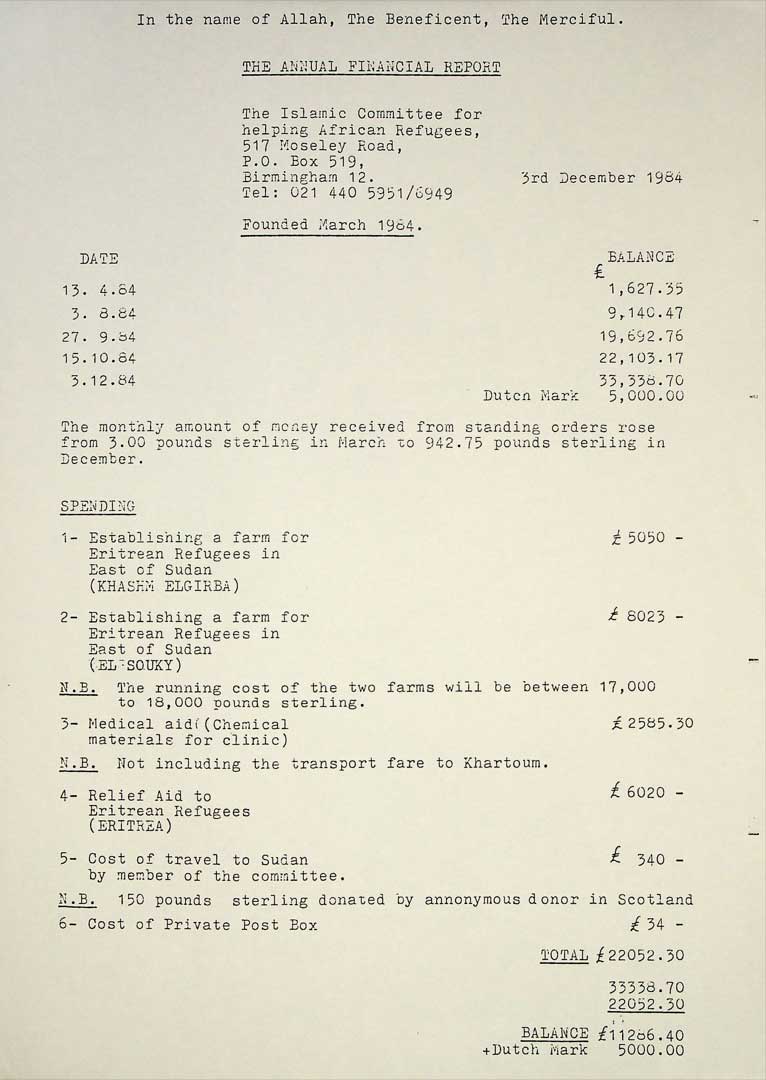 In the name of Allah, The Beneficent, The Merciful.
THE ANNUAL FINANCIAL REPORT
The Islamic Committee for
helping African Refugees,
517 Moseley Road,
P.O. Box 519,
Birmingham 12. 3rd December 1984
Tel: 021 440 5951/6949
Founded March 1984.
DATE BALANCE
£
13. 4.84 1,627.35
3. 8.84 9,140.47
27. 9.84 19,692.76
15.10.84 22,103.17
3.12.84 33,338.70
Dutch Mark 5,000.00
The monthly amount of money received from standing orders rose
from 3.00 pounds sterling in March to 942.75 pounds sterling in
December.
SPENDING
1- Establishing a farm for £ 5050 -
Eritrean Refugees in
East of Sudan
(KHASHM ELGIRBA)
2- Establishing a farm for £ 8023 -
Eritrean Refugees in
East of Sudan
(EL-SOUKY)
N.B. The running cost of the two farms will be between 17,000
to 18,000 pounds sterling.
3- Medical aid (Chemical £ 2585.30
materials for clinic)
N.B. Not including the transport fare to Khartoum.
4- Relief Aid to £ 6020 -
Eritrean Refugees
(ERITREA)
5- Cost of travel to Sudan £ 340 -
by member of the committee.
N.B. 150 pounds sterling donated by annonymous donor in Scotland
6- Cost of Private Post Box £ 34 -
TOTAL £22052.30
33338.70
22052.30
BALANCE £11286.40
+Dutch Mark 5000.00